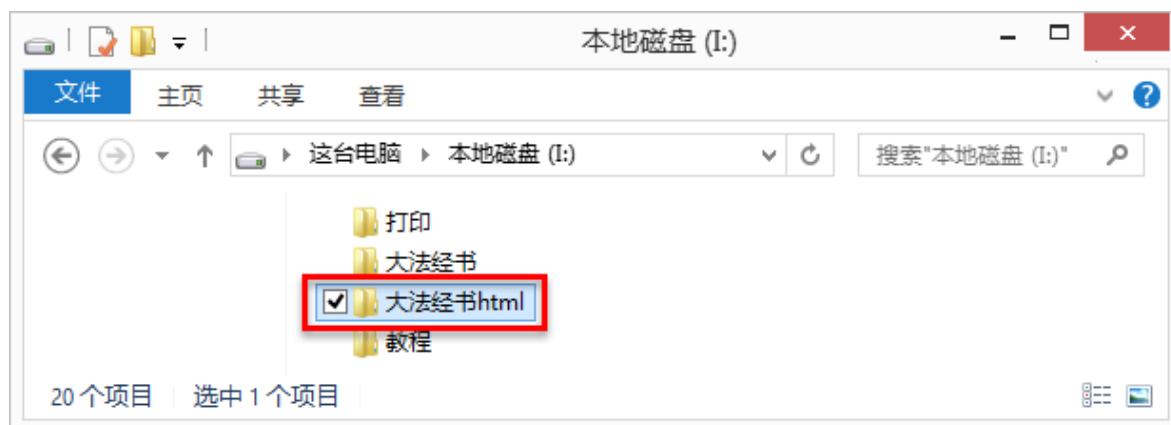 本地磁盘 (I:)
文件 主页 共享 查看
这台电脑 本地磁盘 (I:) 搜索"本地磁盘 (I:)"
打印
大法经书
大法经书html
教程
20 个项目 选中 1 个项目